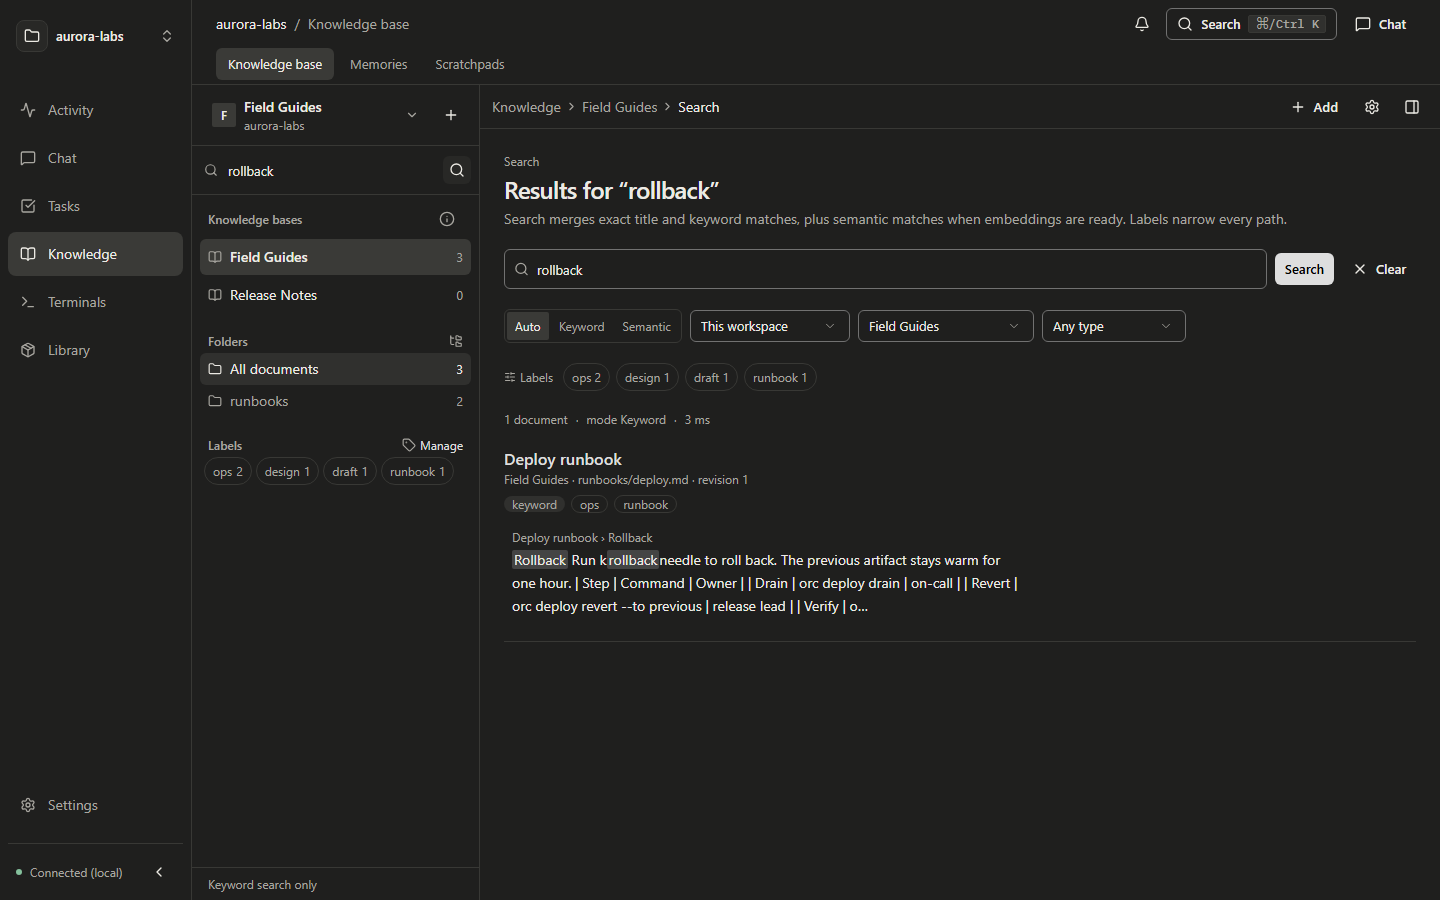 aurora-labs
Activity
Chat
Tasks
Knowledge
Terminals
Library
Settings
Connected (local)
aurora-labs / Knowledge base
Search ⌘/Ctrl K
Chat
Knowledge base
Memories
Scratchpads
F
Field Guides
aurora-labs
rollback
Knowledge bases
Field Guides 3
Release Notes 0
Folders
All documents 3
runbooks 2
Labels
Manage
ops 2
design 1
draft 1
runbook 1
Keyword search only
Knowledge > Field Guides > Search
Add
Search
Results for “rollback”
Search merges exact title and keyword matches, plus semantic matches when embeddings are ready. Labels narrow every path.
rollback
Search
Clear
Auto
Keyword
Semantic
This workspace
Field Guides
Any type
Labels
ops 2
design 1
draft 1
runbook 1
1 document · mode Keyword · 3 ms
Deploy runbook
Field Guides · runbooks/deploy.md · revision 1
keyword
ops
runbook
Deploy runbook › Rollback
Rollback Run krollbackneedle to roll back. The previous artifact stays warm for
one hour. | Step | Command | Owner | | Drain | orc deploy drain | on-call | | Revert |
orc deploy revert --to previous | release lead | | Verify | o...